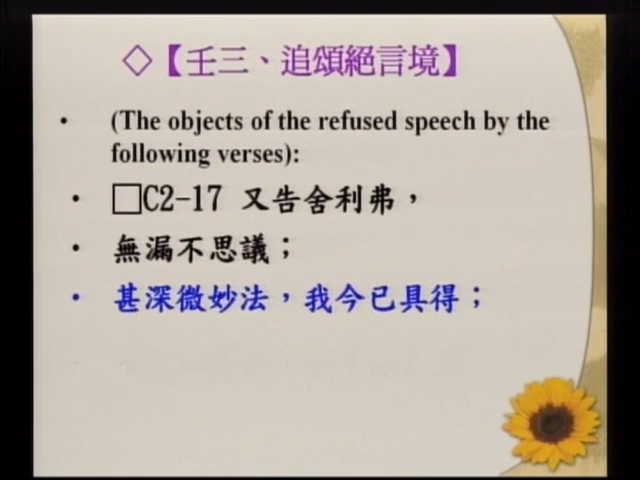 ◇【壬三、追頌絕言境】
• (The objects of the refused speech by the
following verses):
• □C2-17 又告舍利弗，
• 無漏不思議；
• 甚深微妙法，我今已具得；